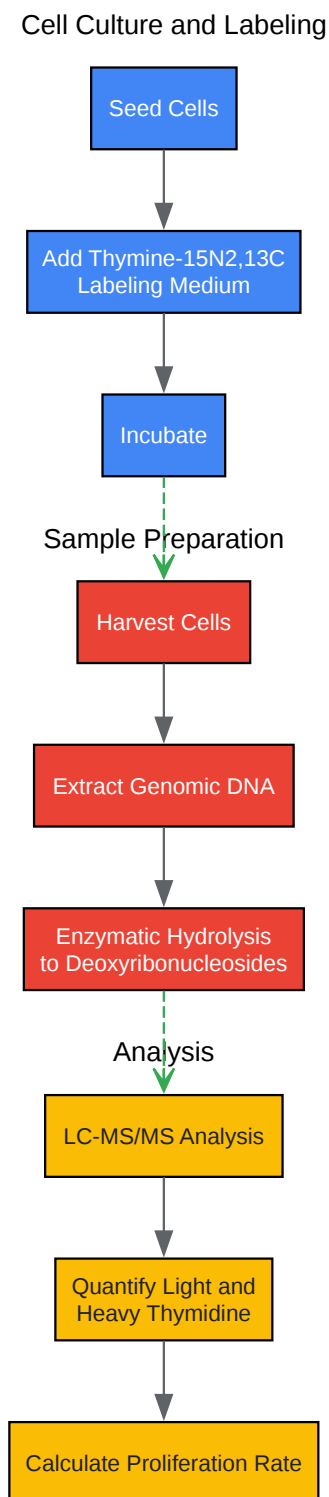 Cell Culture and Labeling
Seed Cells
Add Thymine-15N2,13C
Labeling Medium
Incubate
Sample Preparation
Harvest Cells
Extract Genomic DNA
Enzymatic Hydrolysis
to Deoxyribonucleosides
Analysis
LC-MS/MS Analysis
Quantify Light and
Heavy Thymidine
Calculate Proliferation Rate